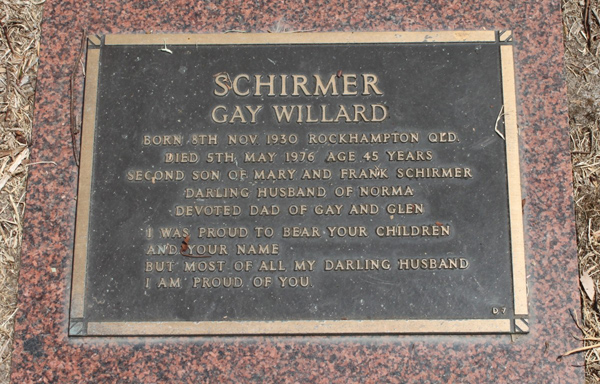 SCHIRMER
GAY WILLARD
BORN 8TH NOV 1930 ROCKHAMPTON QLD.
DIED 5TH MAY 1976 AGE 45 YEARS
SECOND SON OF MARY AND FRANK SCHIRMER
DARLING HUSBAND OF NORMA
DEVOTED DAD OF GAY AND GLEN
I WAS PROUD TO BEAR YOUR CHILDREN
AND YOUR NAME
BUT MOST OF ALL MY DARLING HUSBAND
I AM PROUD OF YOU.
D 7